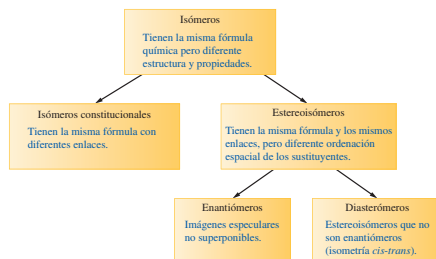 Isómeros
Tienen la misma fórmula
química pero diferente
estructura y propiedades.
Isómeros constitucionales
Tienen la misma fórmula con
diferentes enlaces.
Estereoisómeros
Tienen la misma fórmula y los mismos
enlaces, pero diferente ordenación
espacial de los sustituyentes.
Enantiómeros
Imágenes especulares
no superponibles.
Diasterómeros
Estereoisómeros que no
son enantiómeros
(isometría cis-trans).